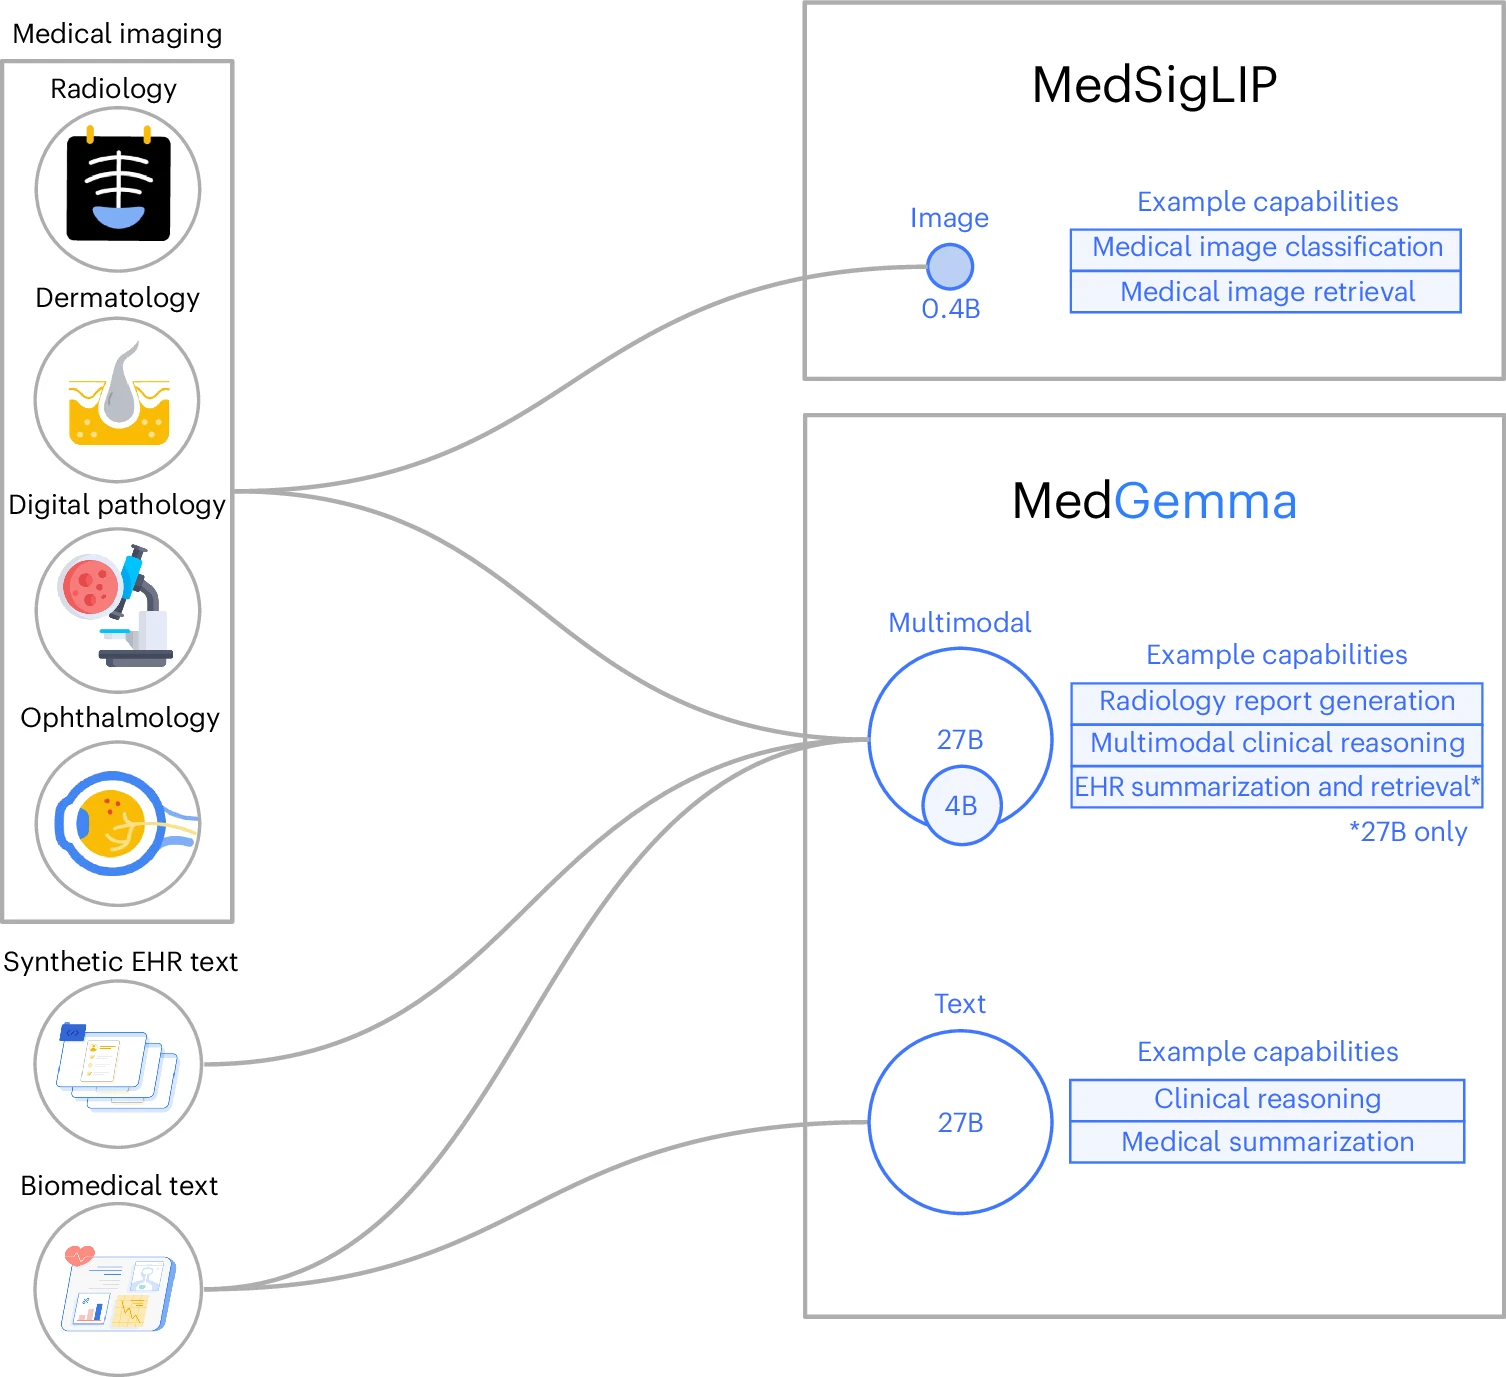 Medical imaging
Radiology
Dermatology
Digital pathology
Ophthalmology
Synthetic EHR text
Biomedical text
MedSigLIP
Image
0.4B
Example capabilities
Medical image classification
Medical image retrieval
MedGemma
Multimodal
27B
4B
Example capabilities
Radiology report generation
Multimodal clinical reasoning
EHR summarization and retrieval*
*27B only
Text
27B
Example capabilities
Clinical reasoning
Medical summarization